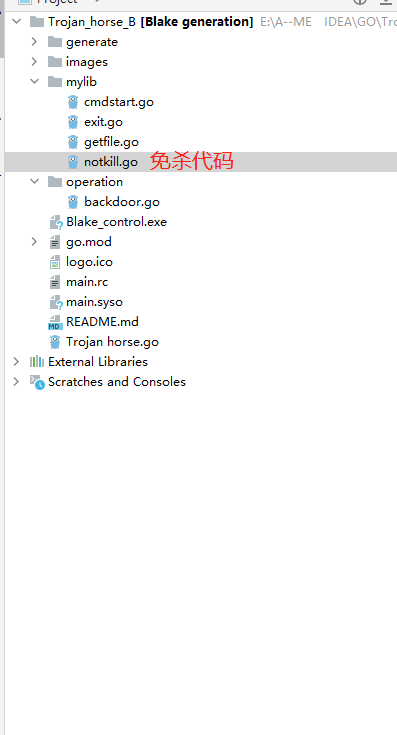 Project
Trojan_horse_B [Blake generation] E:\A--ME IDEA\GO\Tro
generate
images
mylib
cmdstart.go
exit.go
getfile.go
notkill.go 免杀代码
operation
backdoor.go
Blake_control.exe
go.mod
logo.ico
main.rc
main.syso
README.md
Trojan horse.go
External Libraries
Scratches and Consoles